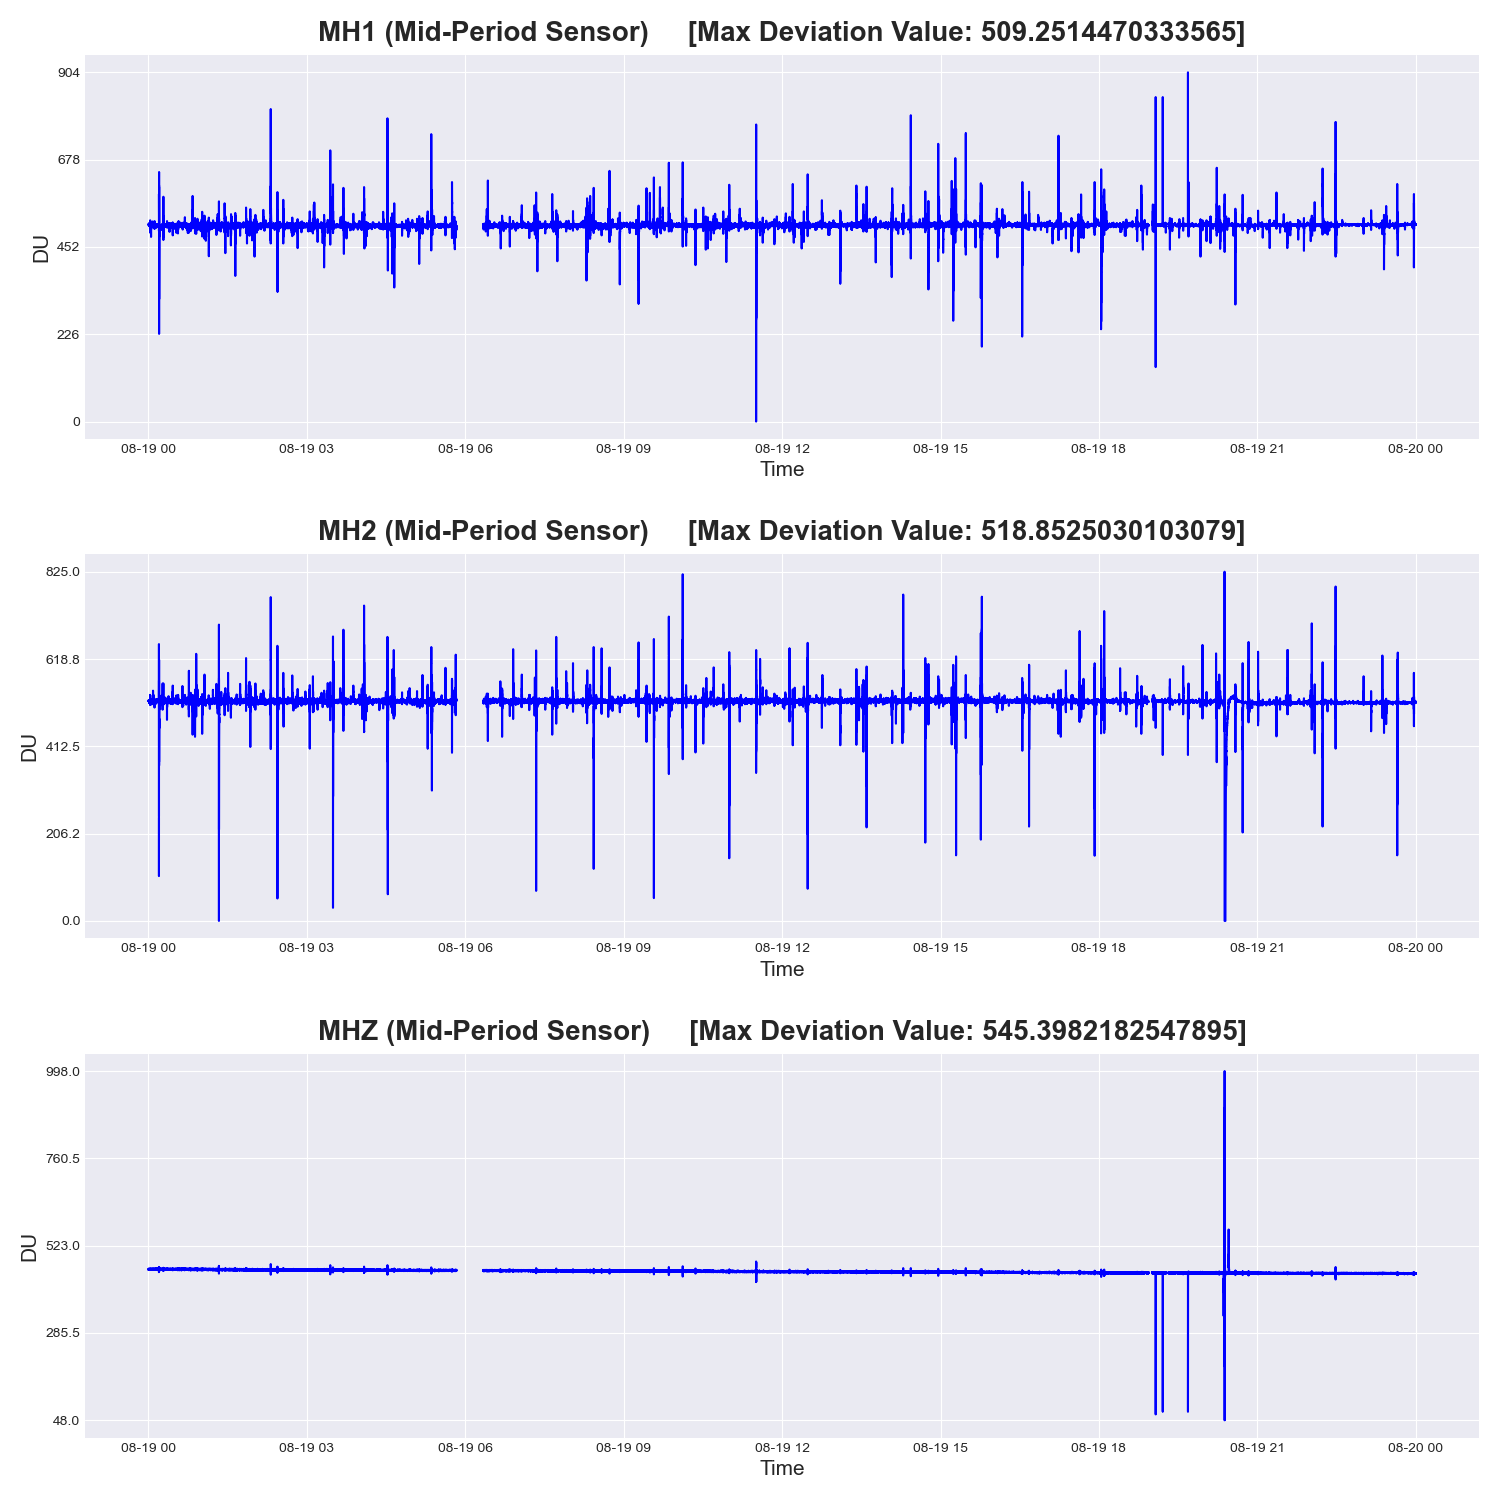 MH1 (Mid-Period Sensor) [Max Deviation Value: 509.2514470333565]
904
678
452
226
0
DU
08-19 00 08-19 03 08-19 06 08-19 09 08-19 12 08-19 15 08-19 18 08-19 21 08-20 00
Time
MH2 (Mid-Period Sensor) [Max Deviation Value: 518.8525030103079]
825.0
618.8
412.5
206.2
0.0
DU
08-19 00 08-19 03 08-19 06 08-19 09 08-19 12 08-19 15 08-19 18 08-19 21 08-20 00
Time
MHZ (Mid-Period Sensor) [Max Deviation Value: 545.3982182547895]
998.0
760.5
523.0
285.5
48.0
DU
08-19 00 08-19 03 08-19 06 08-19 09 08-19 12 08-19 15 08-19 18 08-19 21 08-20 00
Time